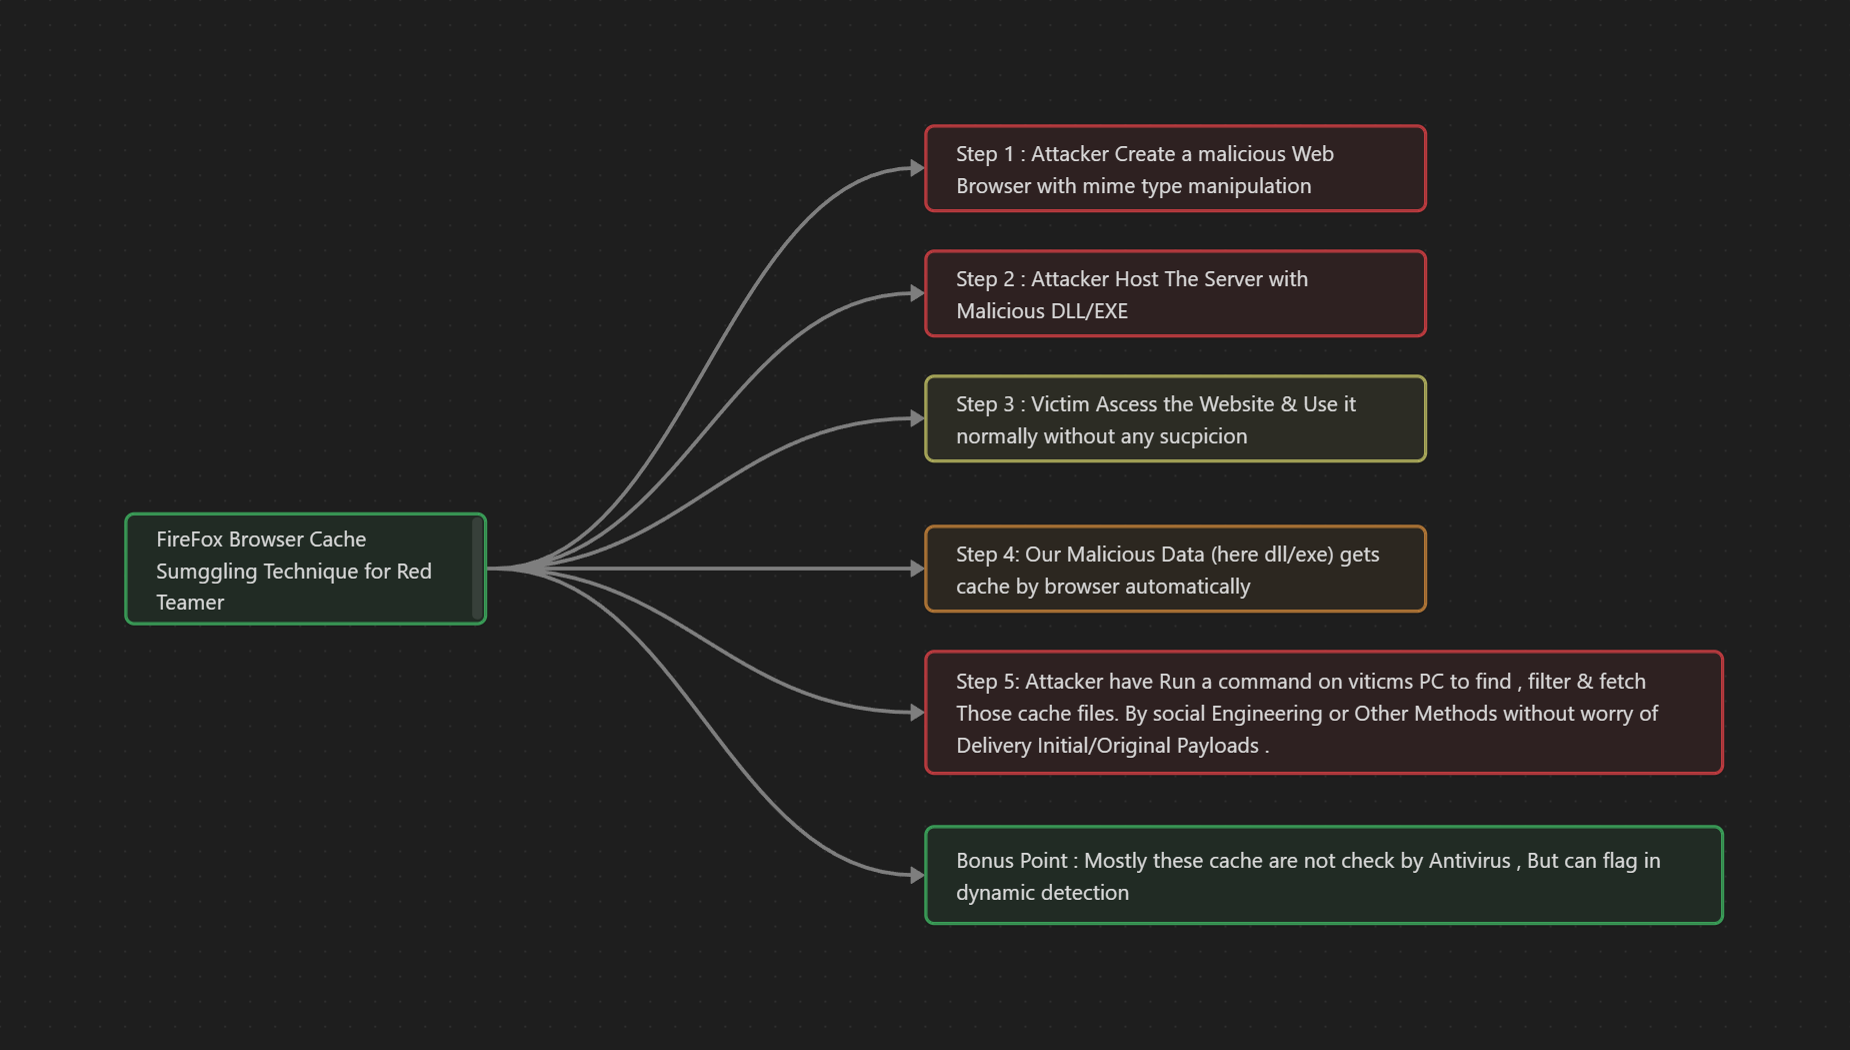 Step 1 : Attacker Create a malicious Web
Browser with mime type manipulation
Step 2 : Attacker Host The Server with
Malicious DLL/EXE
Step 3 : Victim Ascess the Website & Use it
normally without any sucpicion
FireFox Browser Cache
Sumggling Technique for Red
Teamer
Step 4: Our Malicious Data (here dll/exe) gets
cache by browser automatically
Step 5: Attacker have Run a command on viticms PC to find , filter & fetch
Those cache files. By social Engineering or Other Methods without worry of
Delivery Initial/Original Payloads .
Bonus Point : Mostly these cache are not check by Antivirus , But can flag in
dynamic detection